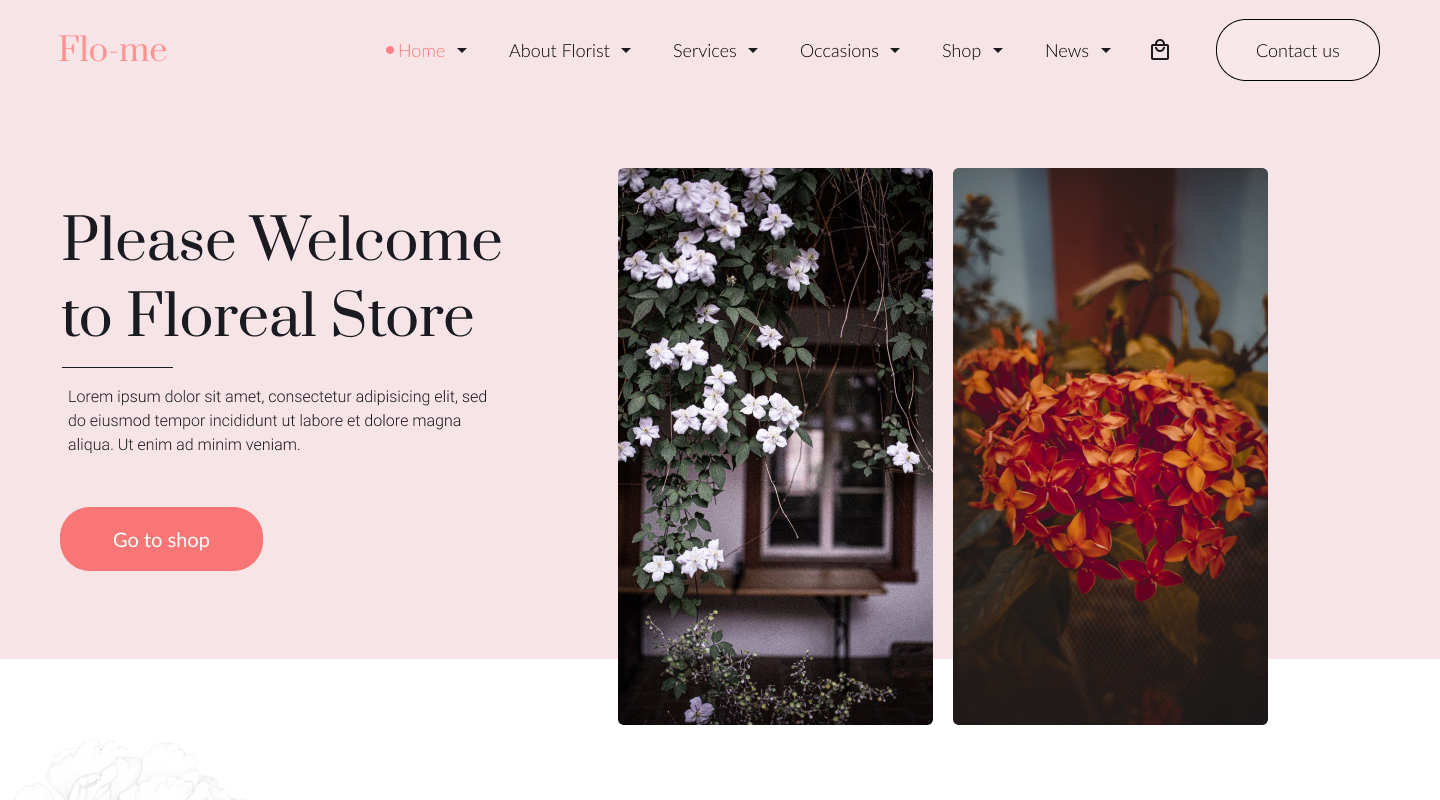 Flo-me
Home
About Florist
Services
Occasions
Shop
News
Contact us
Please Welcome
to Floreal Store
Lorem ipsum dolor sit amet, consectetur adipisicing elit, sed
do eiusmod tempor incididunt ut labore et dolore magna
aliqua. Ut enim ad minim veniam.
Go to shop